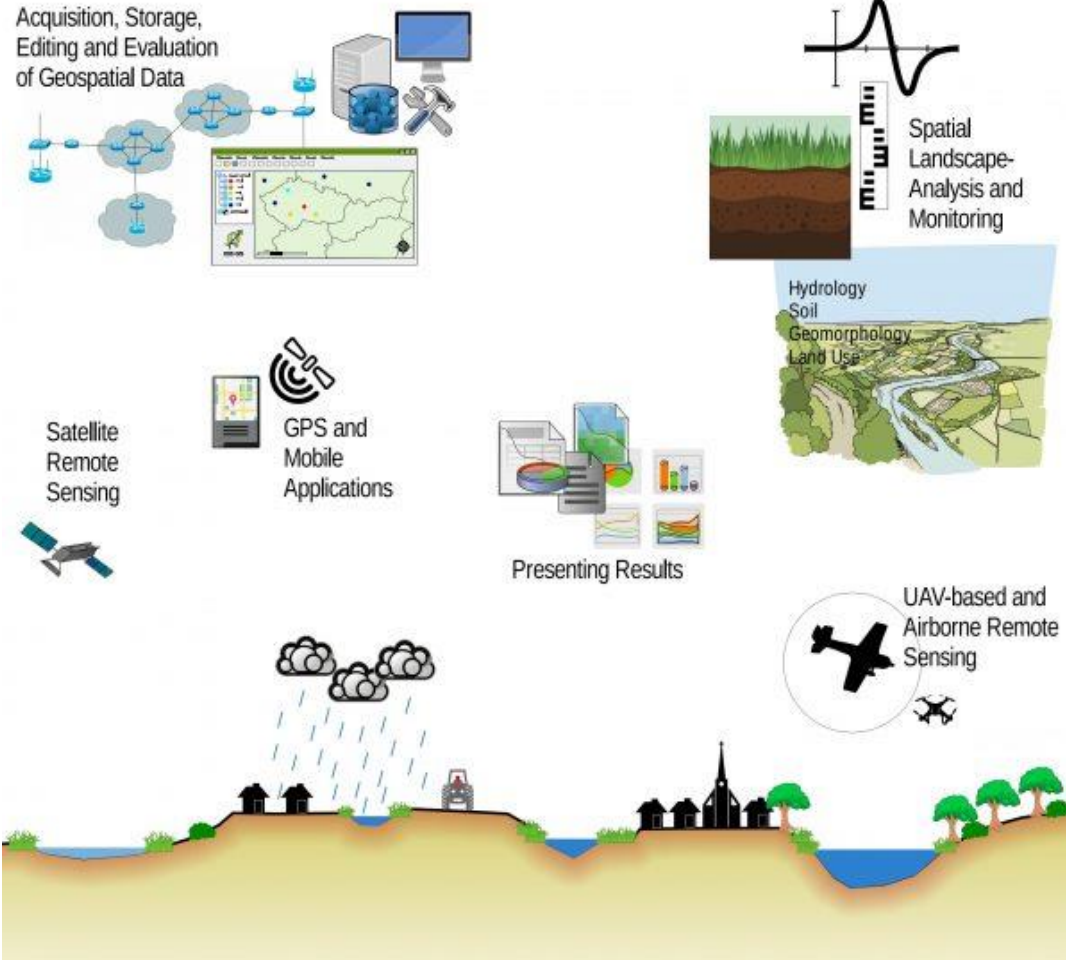 Acquisition, Storage,
Editing and Evaluation
of Geospatial Data
Spatial
Landscape-
Analysis and
Monitoring
Hydrology
Soil
Geomorphology
Land Use
Satellite
Remote
Sensing
GPS and
Mobile
Applications
Presenting Results
UAV-based and
Airborne Remote
Sensing